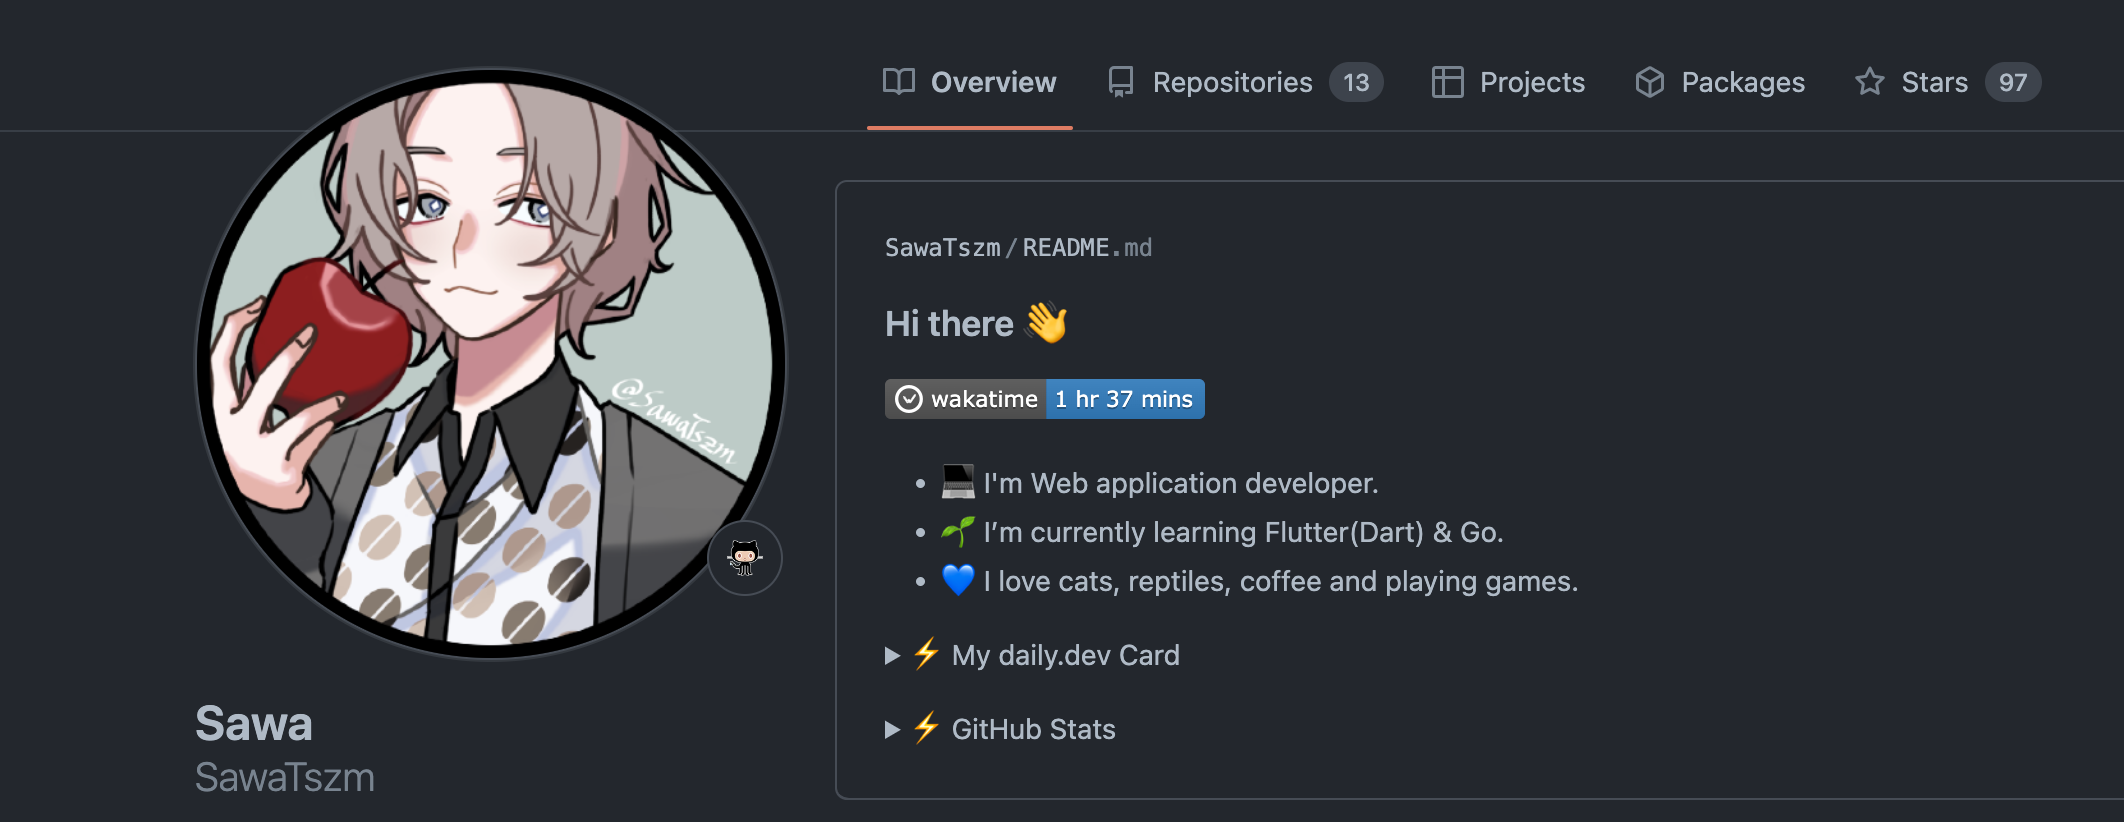 Overview Repositories 13 Projects Packages Stars 97
@SawaTszm
Sawa
SawaTszm
SawaTszm/README.md
Hi there 👋
wakatime 1 hr 37 mins
• 💻 I'm Web application developer.
• 🌱 I’m currently learning Flutter(Dart) & Go.
• 💙 I love cats, reptiles, coffee and playing games.
▶ ⚡ My daily.dev Card
▶ ⚡ GitHub Stats